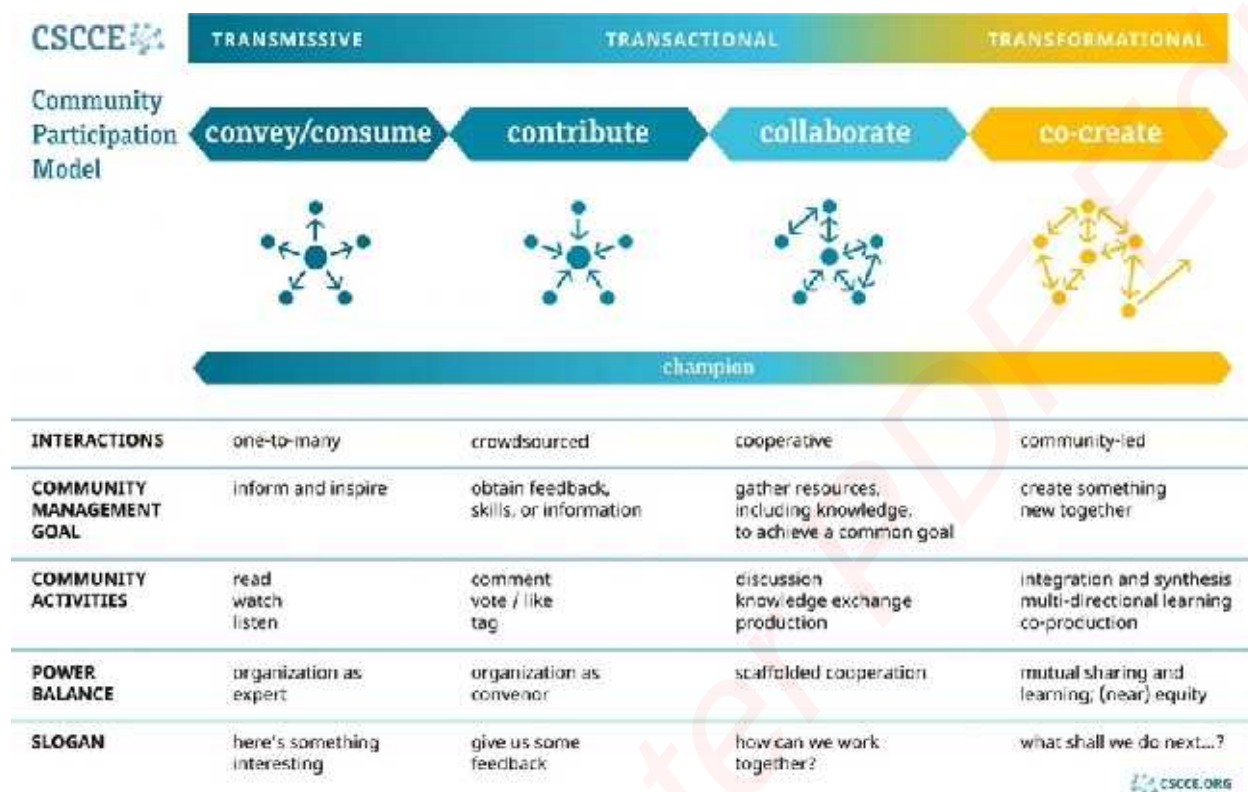 CSCCE
TRANSMISSIVE TRANSACTIONAL TRANSFORMATIONAL
Community
Participation
Model
convey/consume contribute collaborate co-create
champion
INTERACTIONS one-to-many crowdsourced cooperative community-led
COMMUNITY inform and inspire obtain feedback, gather resources, create something
MANAGEMENT skills, or information including knowledge, new together
GOAL to achieve a common goal
COMMUNITY read comment discussion integration and synthesis
ACTIVITIES watch vote / like knowledge exchange multi-directional learning
listen tag production co-production
POWER organization as organization as scaffolded cooperation mutual sharing and
BALANCE expert convenor learning; (near) equity
SLOGAN here's something give us some how can we work what shall we do next...?
interesting feedback together?
CSCCE.ORG
ter PDF Ed